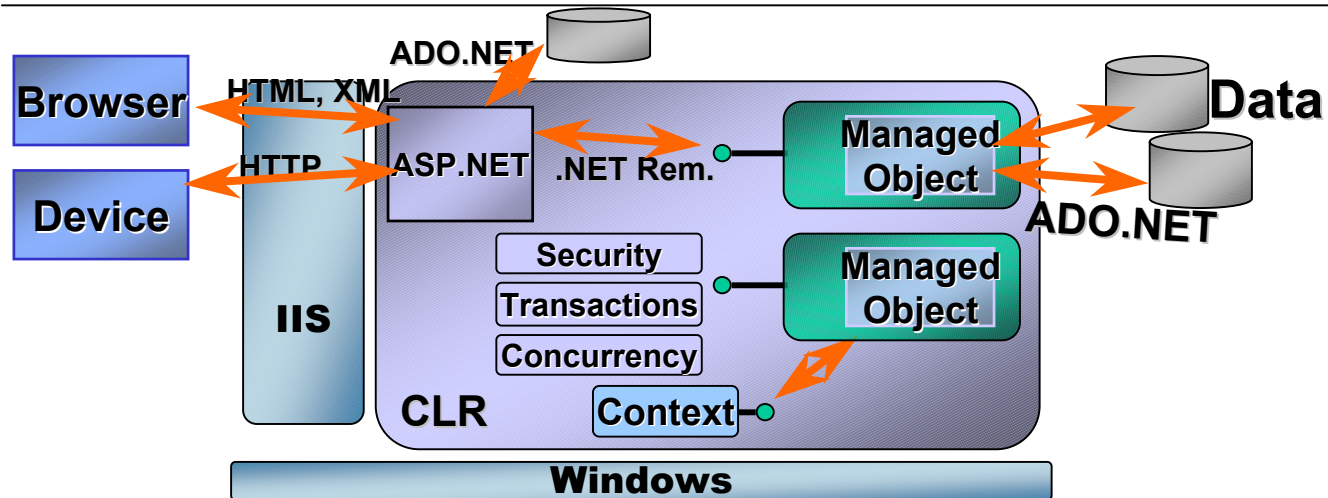 ADO.NET
Browser
HTML, XML
Data
Managed
Object
HTTP
ASP.NET
.NET Rem.
Device
ADO.NET
Security
Managed
Object
Transactions
IIS
Concurrency
CLR
Context
Windows